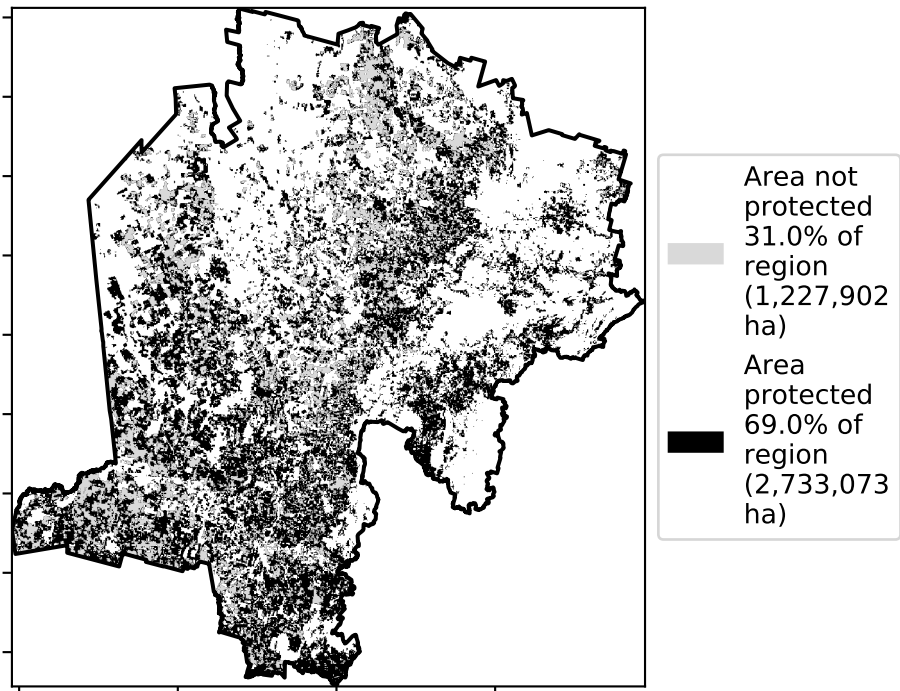 Area not
protected
31.0% of
region
(1,227,902
ha)
Area
protected
69.0% of
region
(2,733,073
ha)